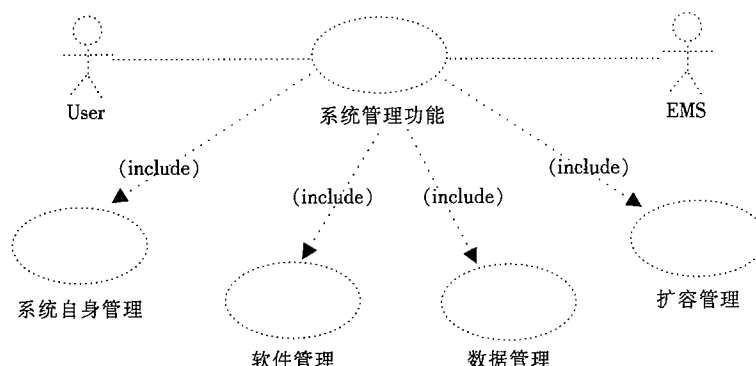 User
系统管理功能
EMS
(include)
(include)
(include)
(include)
系统自身管理
软件管理
数据管理
扩容管理